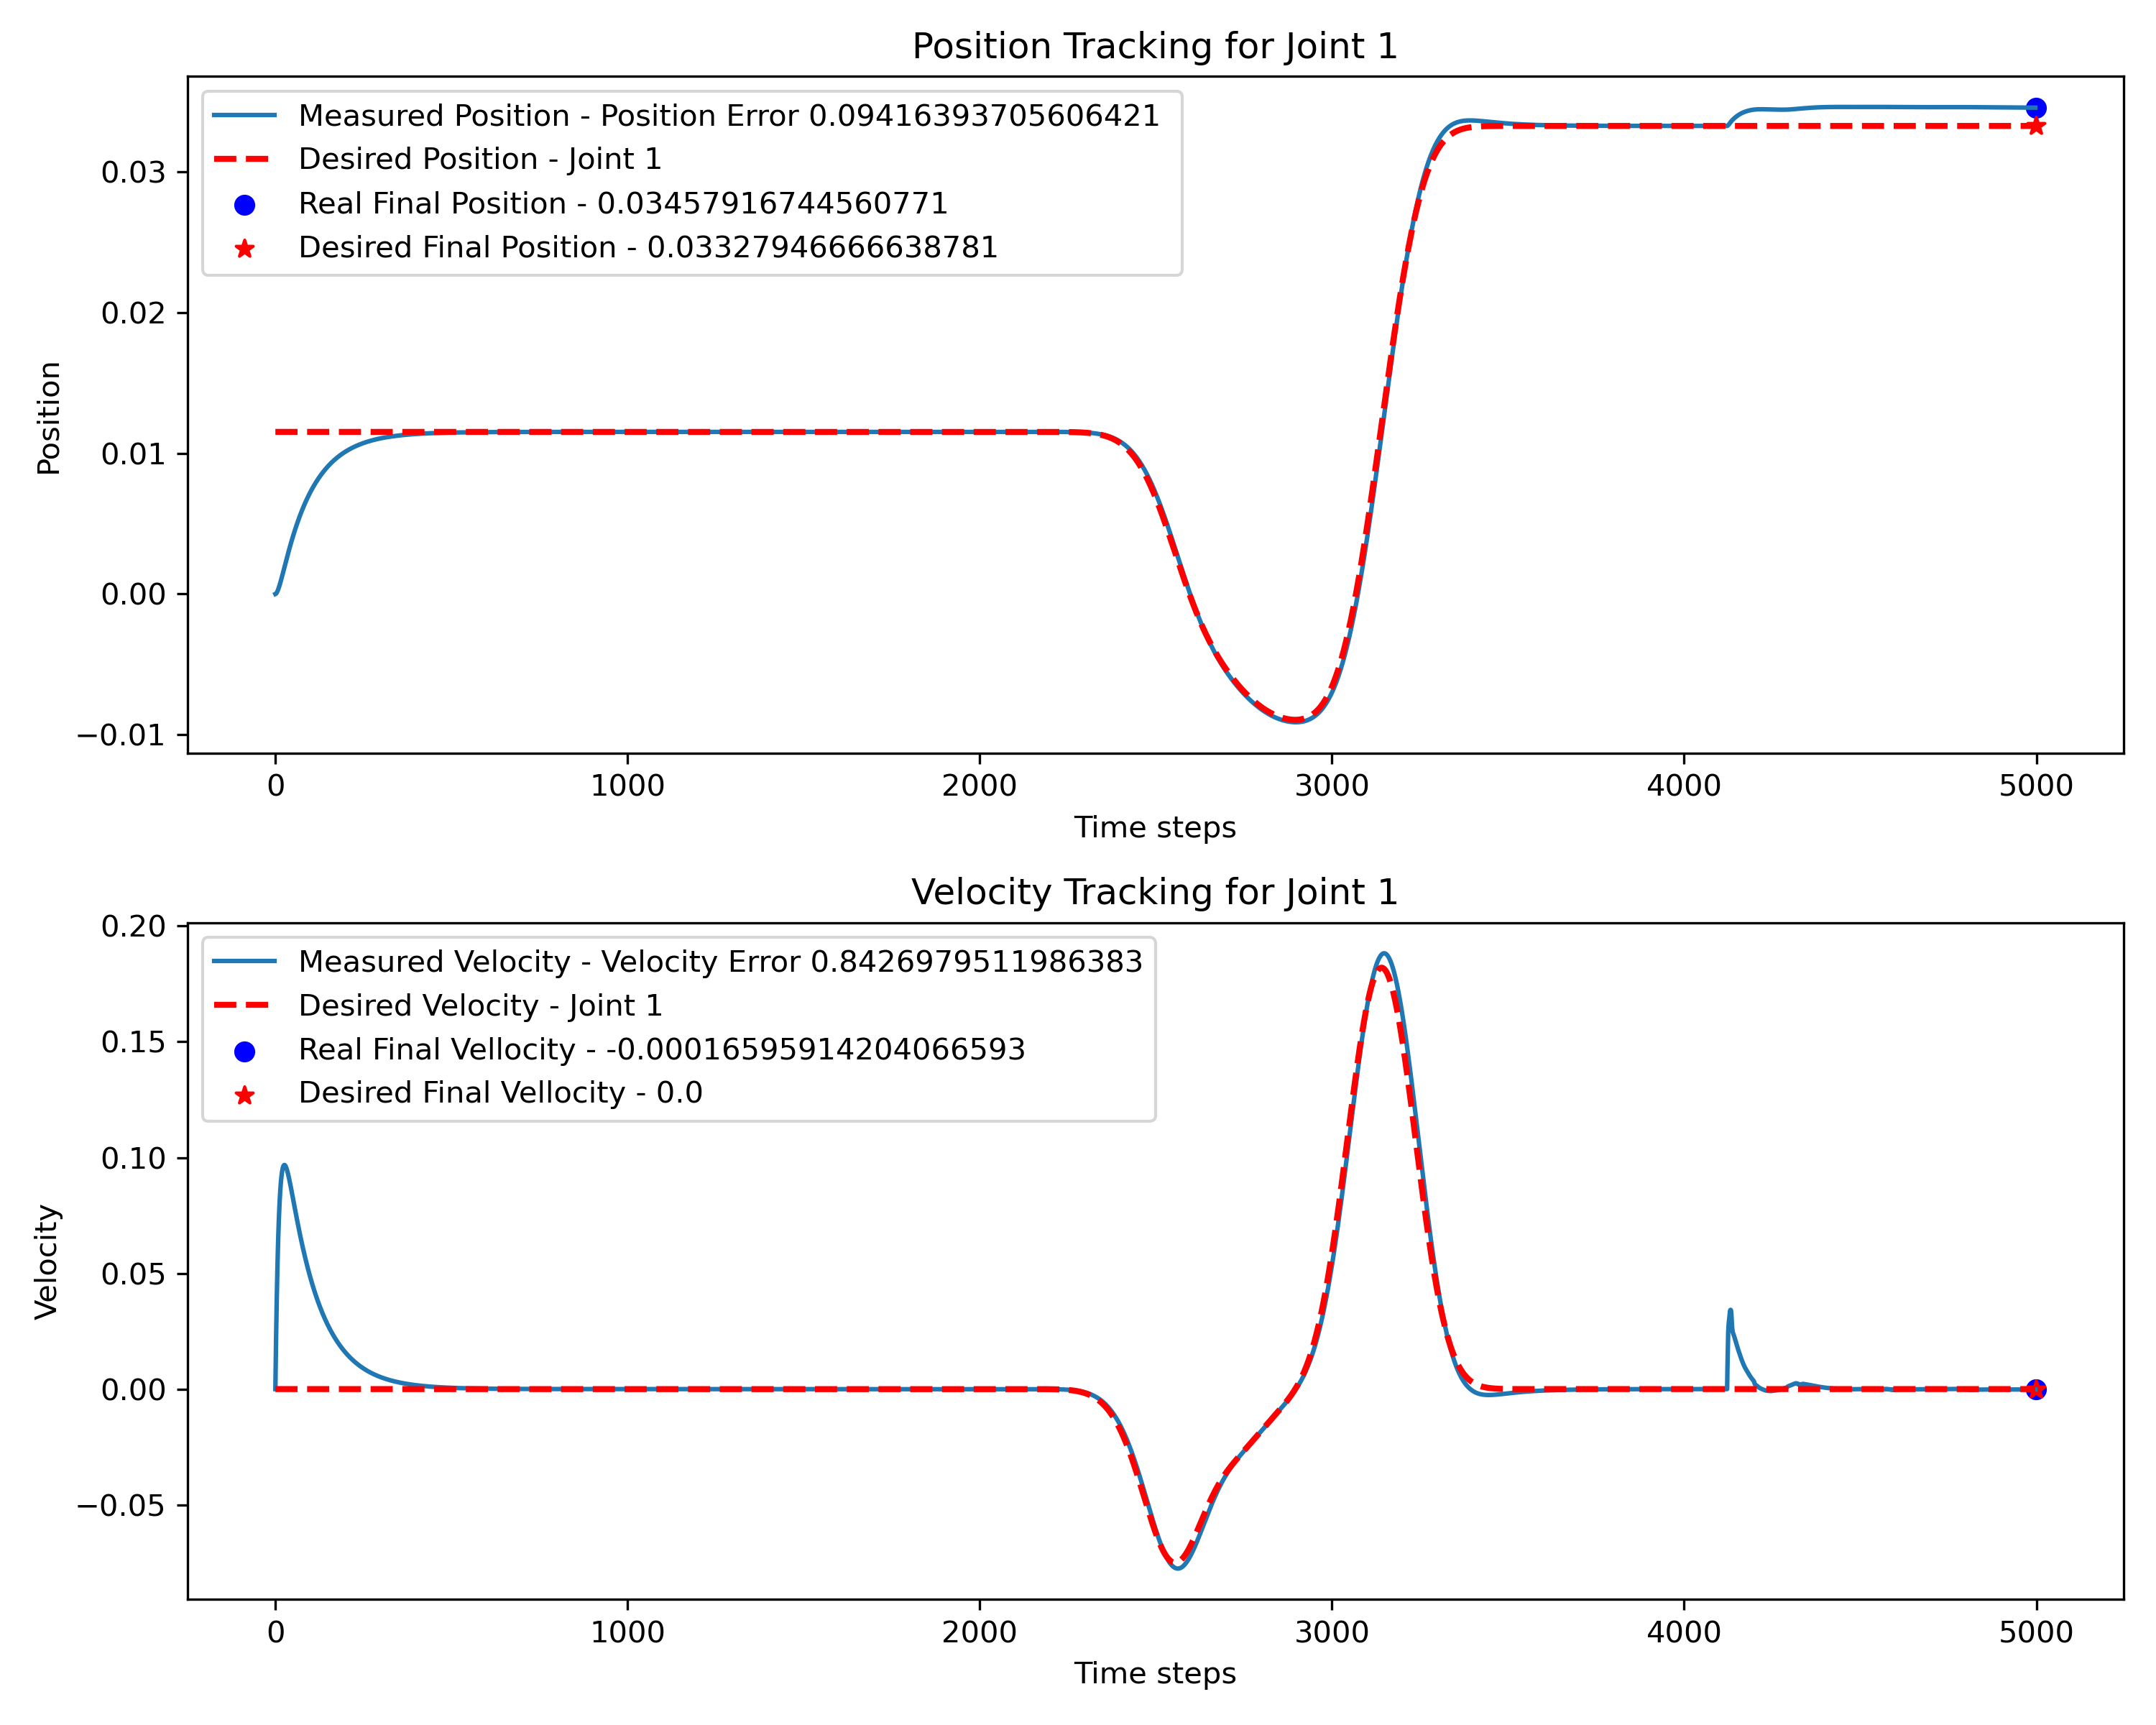 Position Tracking for Joint 1
Measured Position - Position Error 0.09416393705606421
Desired Position - Joint 1
Real Final Position - 0.03457916744560771
Desired Final Position - 0.03327946666638781
0.03
0.02
0.01
0.00
−0.01
Position
0 1000 2000 3000 4000 5000
Time steps
Velocity Tracking for Joint 1
Measured Velocity - Velocity Error 0.8426979511986383
Desired Velocity - Joint 1
Real Final Vellocity - -0.00016595914204066593
Desired Final Vellocity - 0.0
0.20
0.15
0.10
0.05
0.00
−0.05
Velocity
0 1000 2000 3000 4000 5000
Time steps